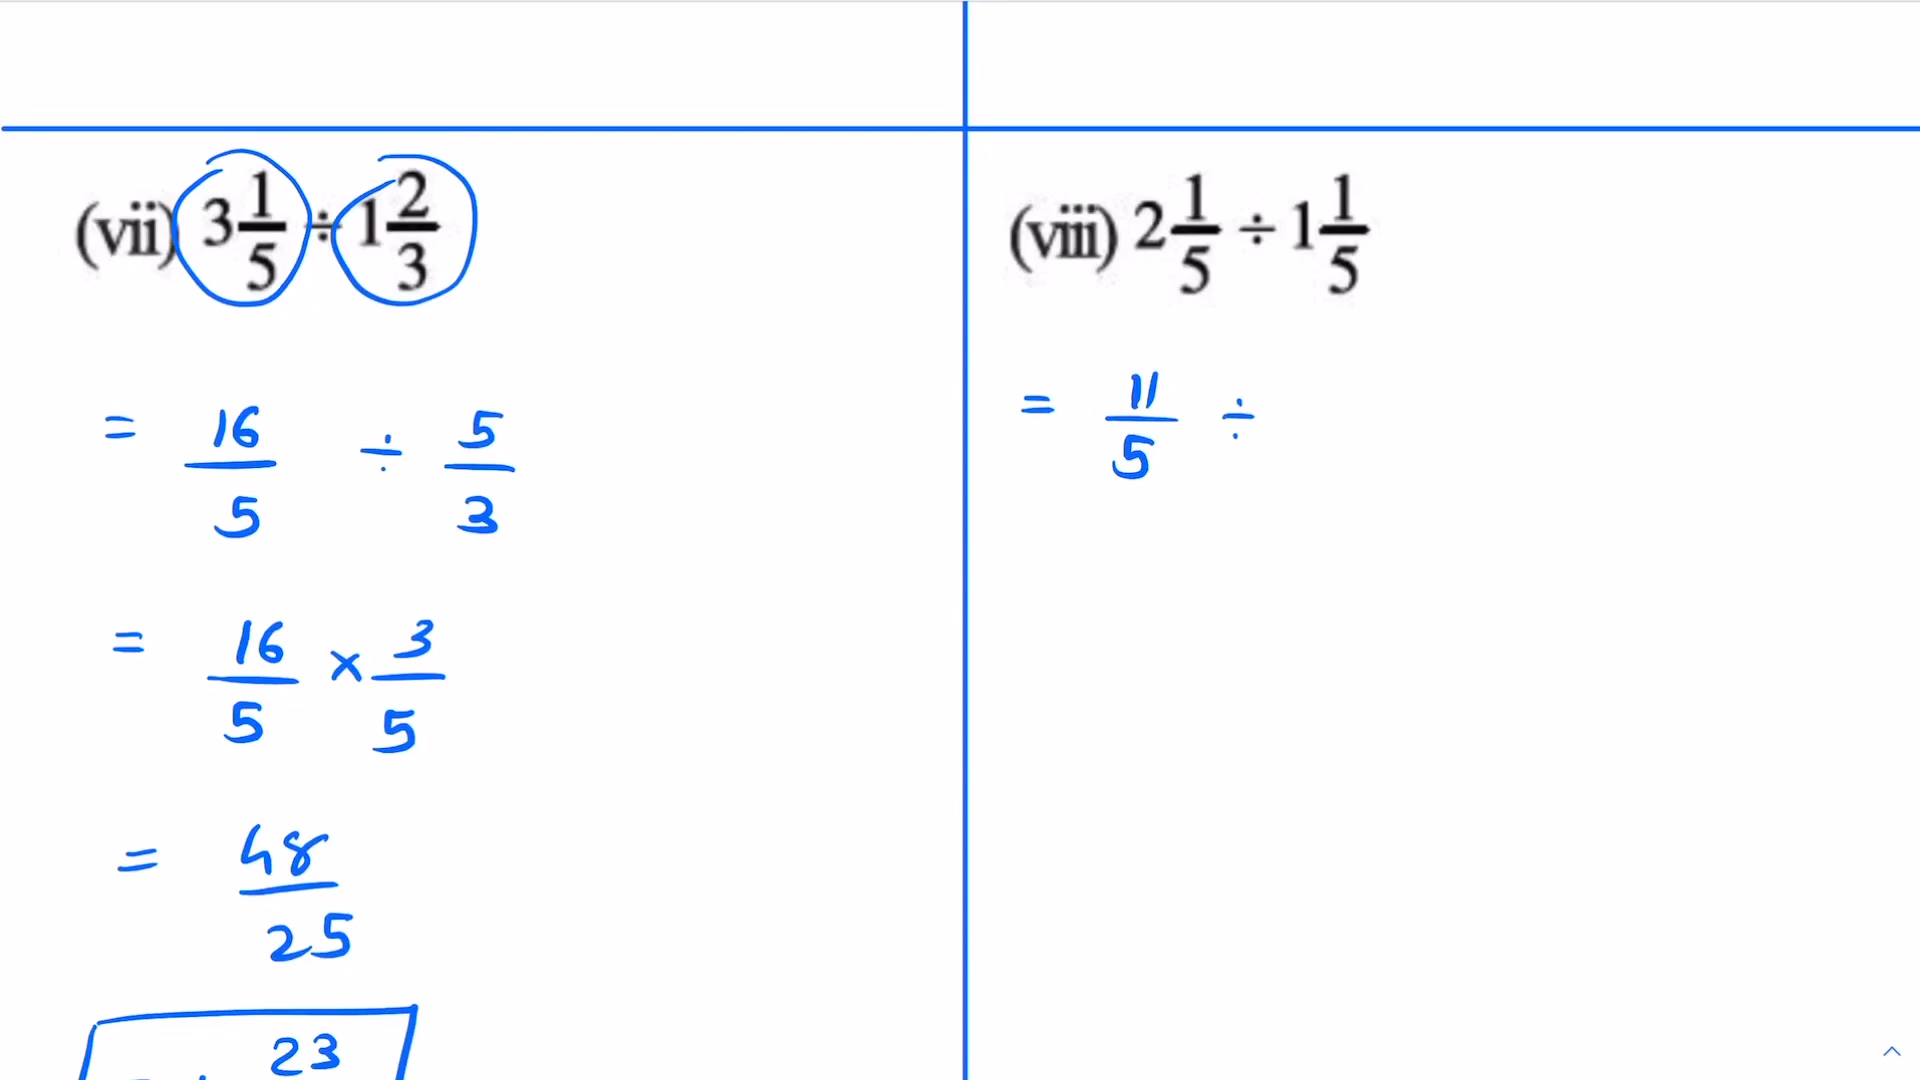 (vii) 3 1/5 ÷ 1 2/3
= 16/5 ÷ 5/3
= 16/5 × 3/5
= 48/25
23
(viii) 2 1/5 ÷ 1 1/5
= 11/5 ÷